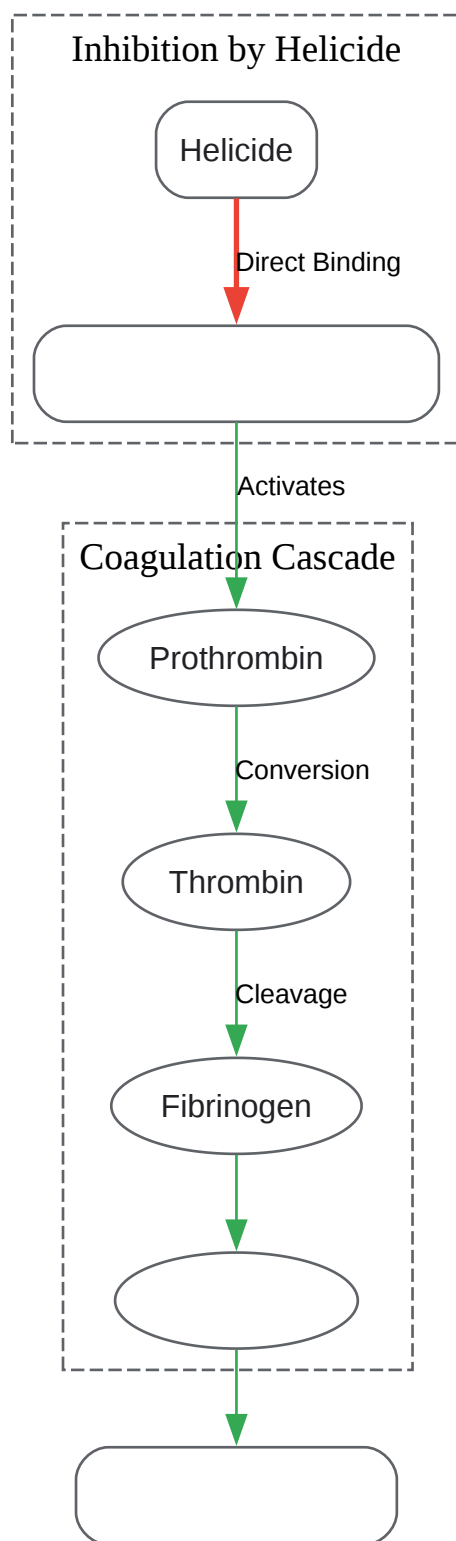 Inhibition by Helicide
Helicide
Direct Binding
Activates
Coagulation Cascade
Prothrombin
Conversion
Thrombin
Cleavage
Fibrinogen